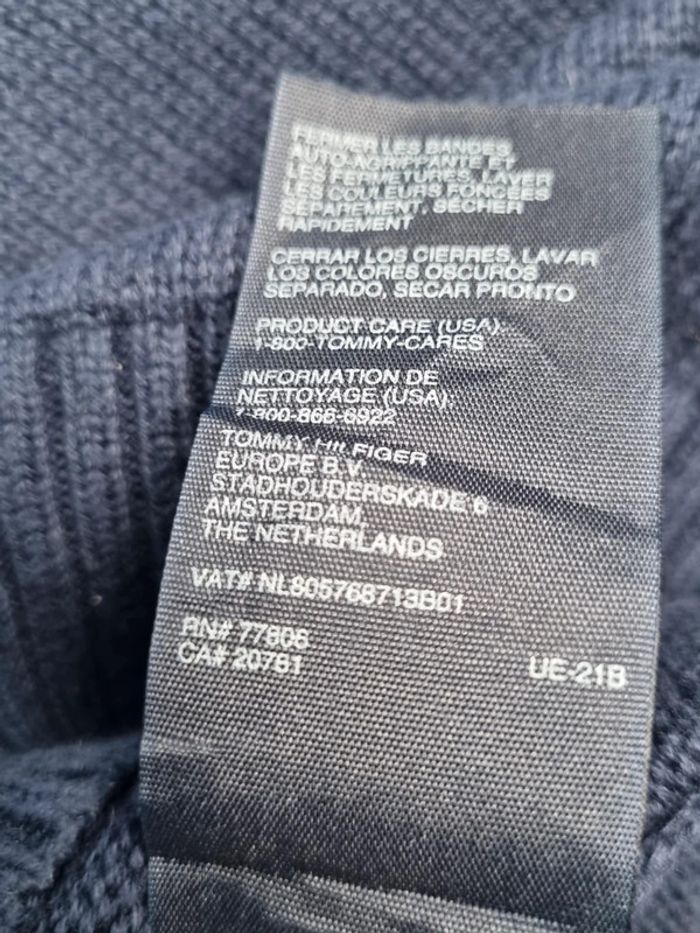 FERMER LES BANDES
AUTO-AGRIPPANTE ET
LES FERMETURES, LAVER
LES COULEURS FONCÉES
SÉPARÉMENT, SÉCHER
RAPIDEMENT
CERRAR LOS CIERRES, LAVAR
LOS COLORES OSCUROS
SEPARADO, SECAR PRONTO
PRODUCT CARE (USA)
1-800-TOMMY-CARES
INFORMATION DE
NETTOYAGE (USA):
1-800-866-6922
TOMMY HILFIGER
EUROPE B.V.
STADHOUDERSKADE 6
AMSTERDAM,
THE NETHERLANDS
VAT# NL805768713B01
RN# 77806
CA# 20781
UE-21B